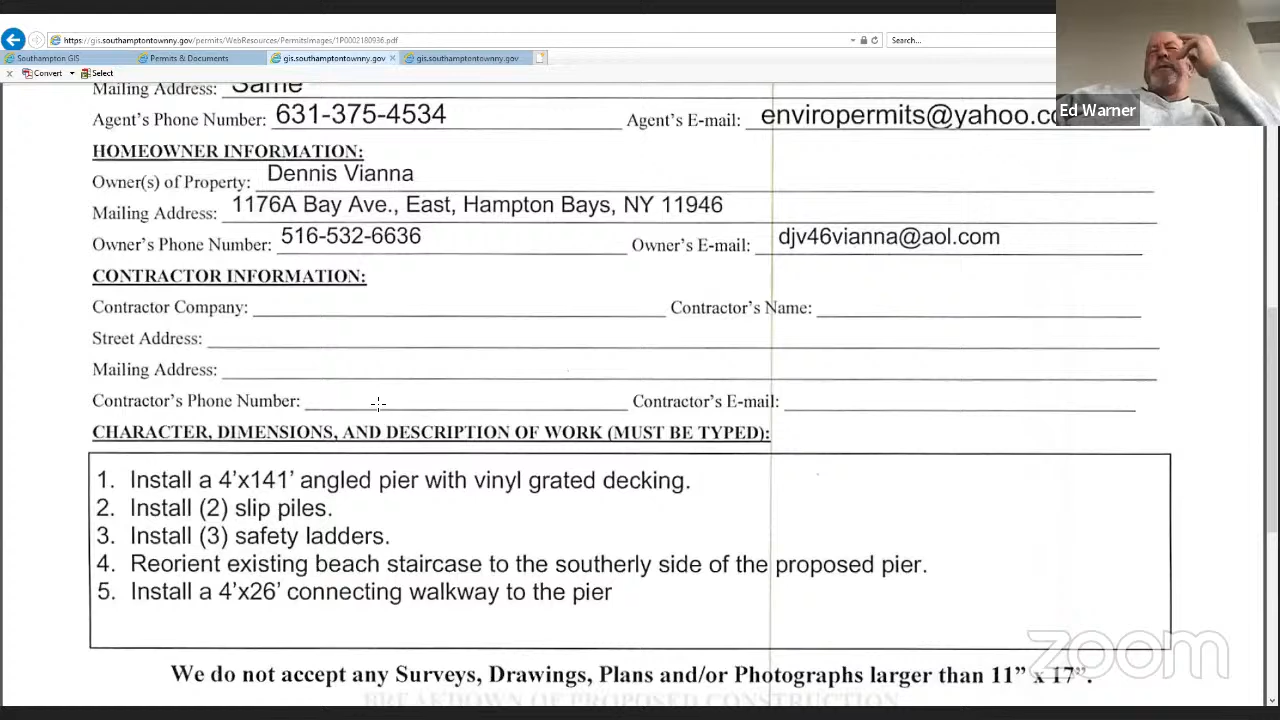 https://gis.southamptontownny.gov/permits/WebResources/PermitsImages/1P0002180936.pdf
Search...
Southampton GIS
Permits & Documents
gis.southamptontownny.gov
gis.southamptontownny.gov
Convert
Select
Ed Warner
Mailing Address: Same
Agent's Phone Number: 631-375-4534 Agent's E-mail: enviropermits@yahoo.co
HOMEOWNER INFORMATION:
Owner(s) of Property: Dennis Vianna
Mailing Address: 1176A Bay Ave., East, Hampton Bays, NY 11946
Owner's Phone Number: 516-532-6636 Owner's E-mail: djv46vianna@aol.com
CONTRACTOR INFORMATION:
Contractor Company: Contractor's Name:
Street Address:
Mailing Address:
Contractor's Phone Number: Contractor's E-mail:
CHARACTER, DIMENSIONS, AND DESCRIPTION OF WORK (MUST BE TYPED):
1. Install a 4'x141' angled pier with vinyl grated decking.
2. Install (2) slip piles.
3. Install (3) safety ladders.
4. Reorient existing beach staircase to the southerly side of the proposed pier.
5. Install a 4'x26' connecting walkway to the pier
zoom
We do not accept any Surveys, Drawings, Plans and/or Photographs larger than 11" x 17".
BREAKDOWN OF PROPOSED CONSTRUCTION